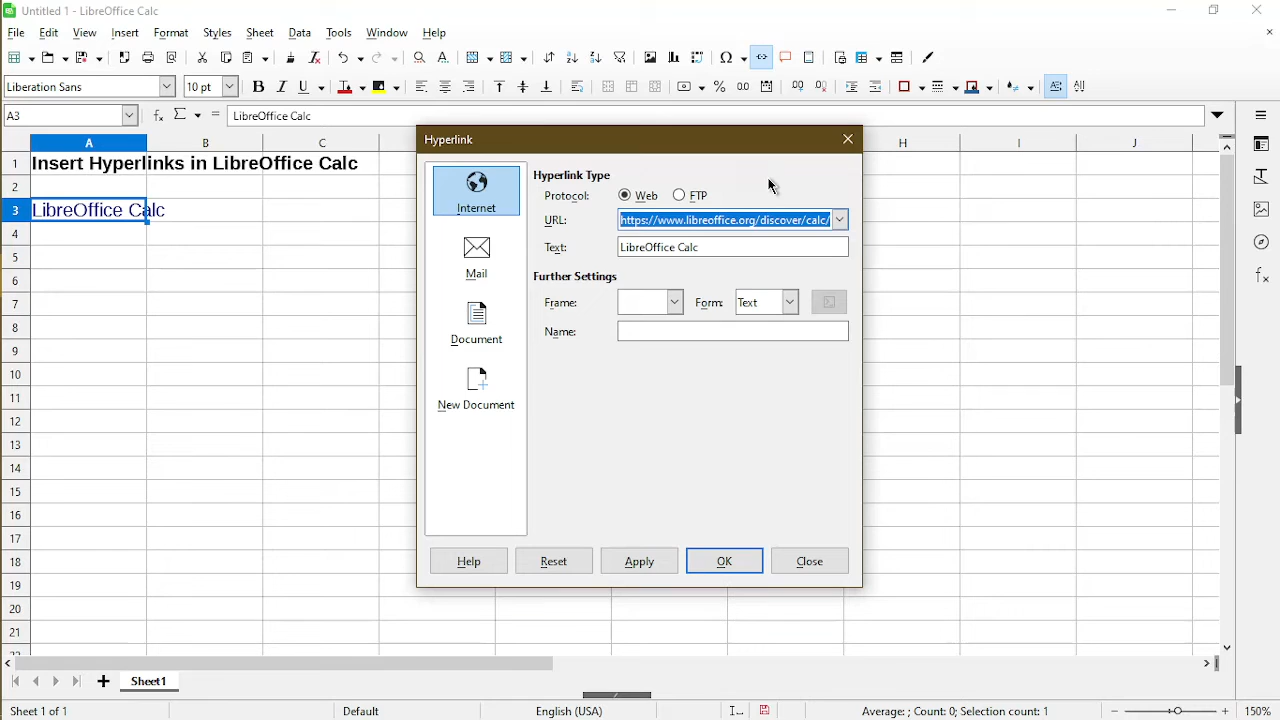 Untitled 1 - LibreOffice Calc
File Edit View Insert Format Styles Sheet Data Tools Window Help
Liberation Sans 10 pt B I U
A3 fx Σ = LibreOffice Calc
A B C H I J
1 Insert Hyperlinks in LibreOffice Calc
2
3 LibreOffice Calc
4
5
6
7
8
9
10
11
12
13
14
15
16
17
18
19
20
21
Hyperlink
Internet
Mail
Document
New Document
Hyperlink Type
Protocol: Web FTP
URL: https://www.libreoffice.org/discover/calc/
Text: LibreOffice Calc
Further Settings
Frame: Form: Text
Name:
Help Reset Apply OK Close
Sheet1
Sheet 1 of 1 Default English (USA) Average: ; Count: 0; Selection count: 1 150%